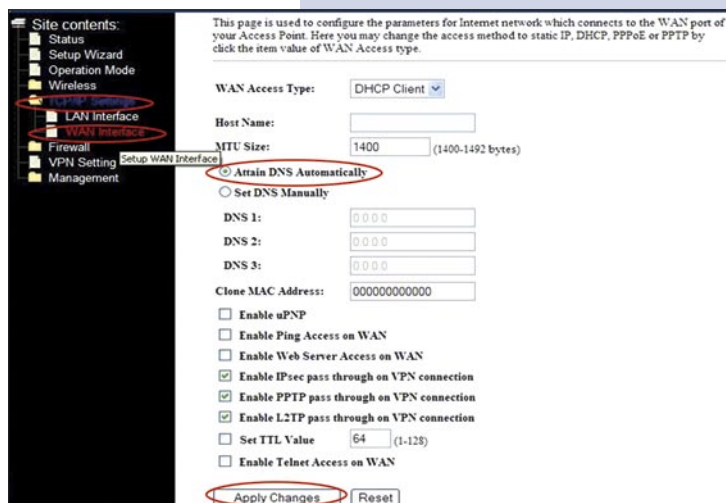 Site contents:
Status
Setup Wizard
Operation Mode
Wireless
TCP/IP Settings
LAN Interface
WAN Interface
Firewall
VPN Setting
Setup WAN Interface
Management
This page is used to configure the parameters for Internet network which connects to the WAN port of
your Access Point. Here you may change the access method to static IP, DHCP, PPPoE or PPTP by
click the item value of WAN Access type.
WAN Access Type: DHCP Client
Host Name:
MTU Size: 1400 (1400-1492 bytes)
Attain DNS Automatically
Set DNS Manually
DNS 1: 0.0.0.0
DNS 2: 0.0.0.0
DNS 3: 0.0.0.0
Clone MAC Address: 000000000000
Enable uPNP
Enable Ping Access on WAN
Enable Web Server Access on WAN
Enable IPsec pass through on VPN connection
Enable PPTP pass through on VPN connection
Enable L2TP pass through on VPN connection
Set TTL Value 64 (1-128)
Enable Telnet Access on WAN
Apply Changes Reset